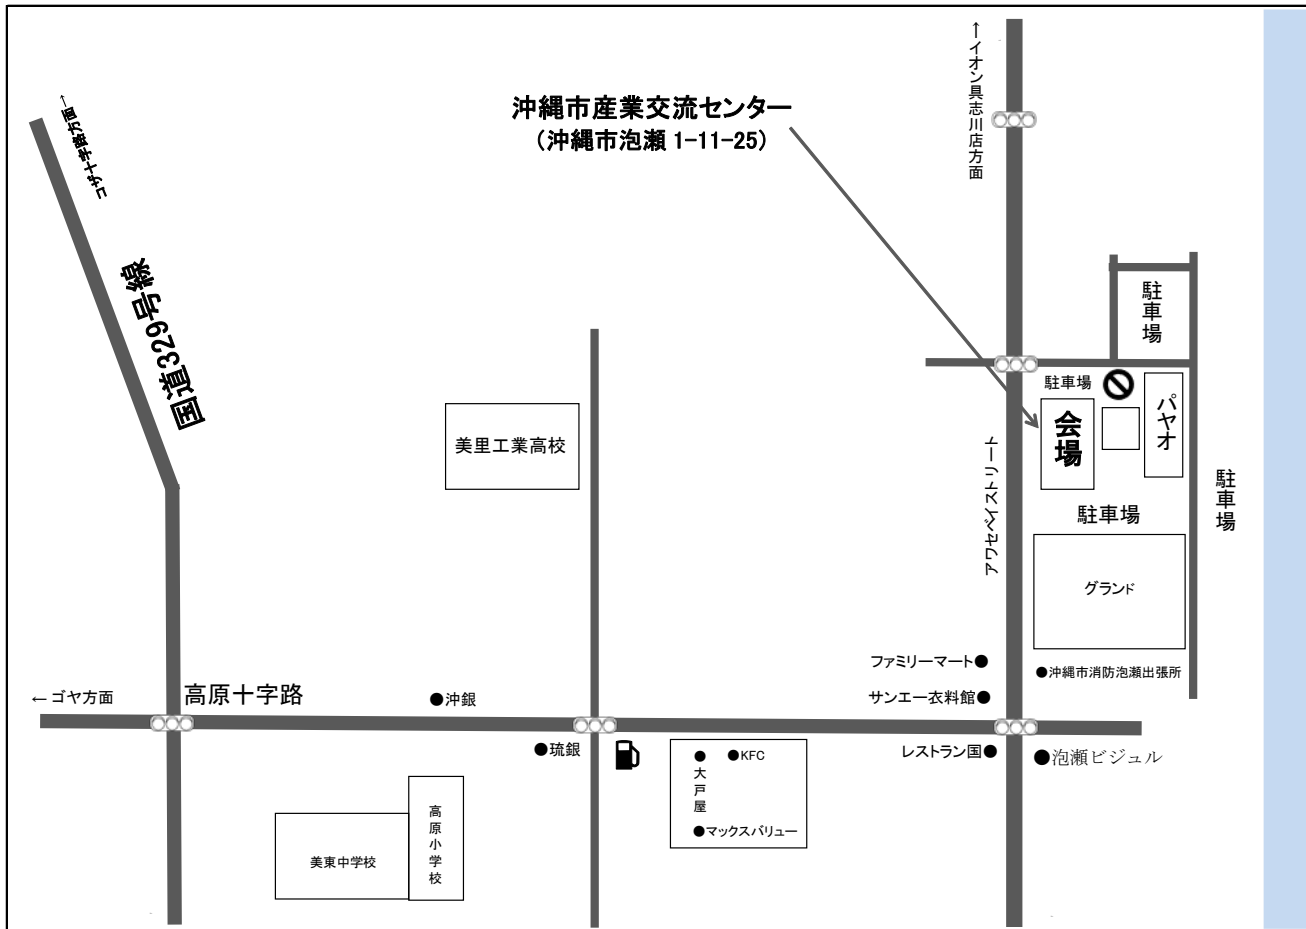 ↑イオン具志川店方面
コザ十字路方面→
沖縄市産業交流センター
（沖縄市泡瀬 1-11-25）
国道329号線
駐車場
駐車場
会場
パヤオ
美里工業高校
アワセベイストリート
駐車場
駐車場
グランド
ファミリーマート●
●沖縄市消防泡瀬出張所
←ゴヤ方面
高原十字路
●沖銀
サンエー衣料館●
●琉銀
●大戸屋
●KFC
レストラン国●
●泡瀬ビジュル
●マックスバリュー
高原小学校
美東中学校